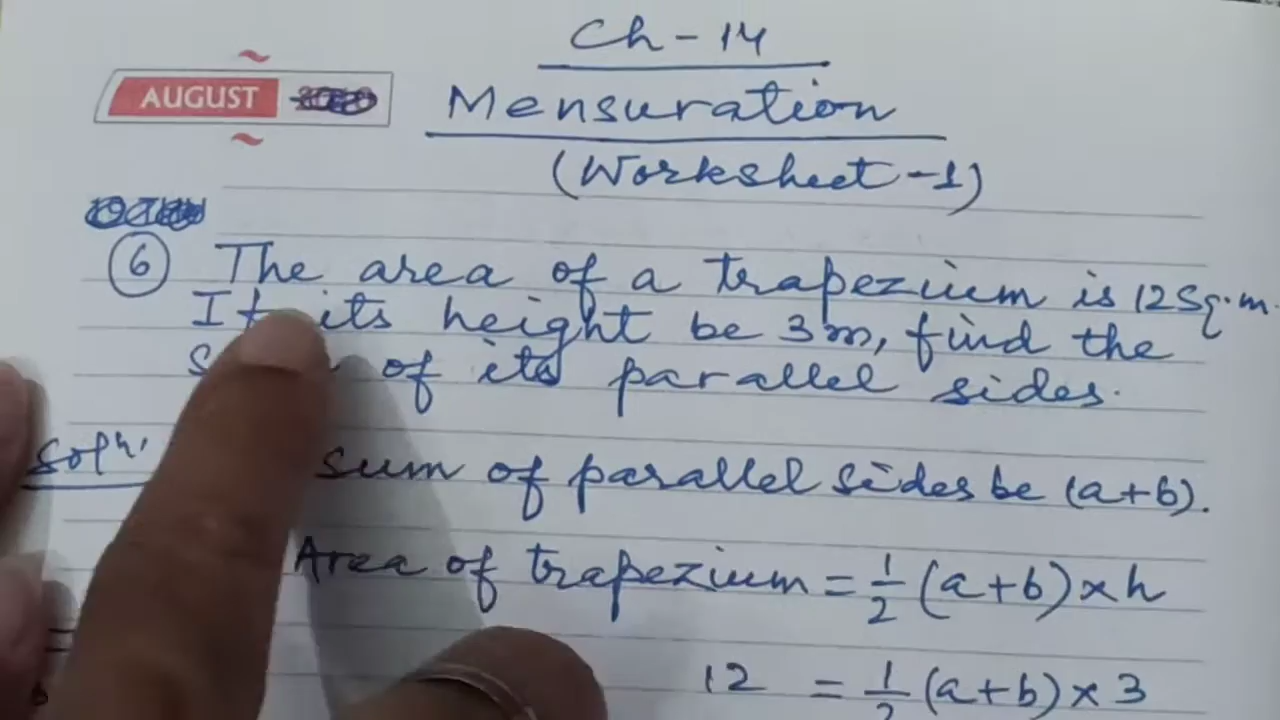 Ch - 14
AUGUST
Mensuration
(Worksheet - 1)
6 The area of a trapezium is 12 Sq.m.
If its height be 3m, find the
of its parallel sides.
Solⁿ.
sum of parallel sides be (a+b).
Area of trapezium = 1/2 (a+b) × h
12 = 1/2 (a+b) × 3